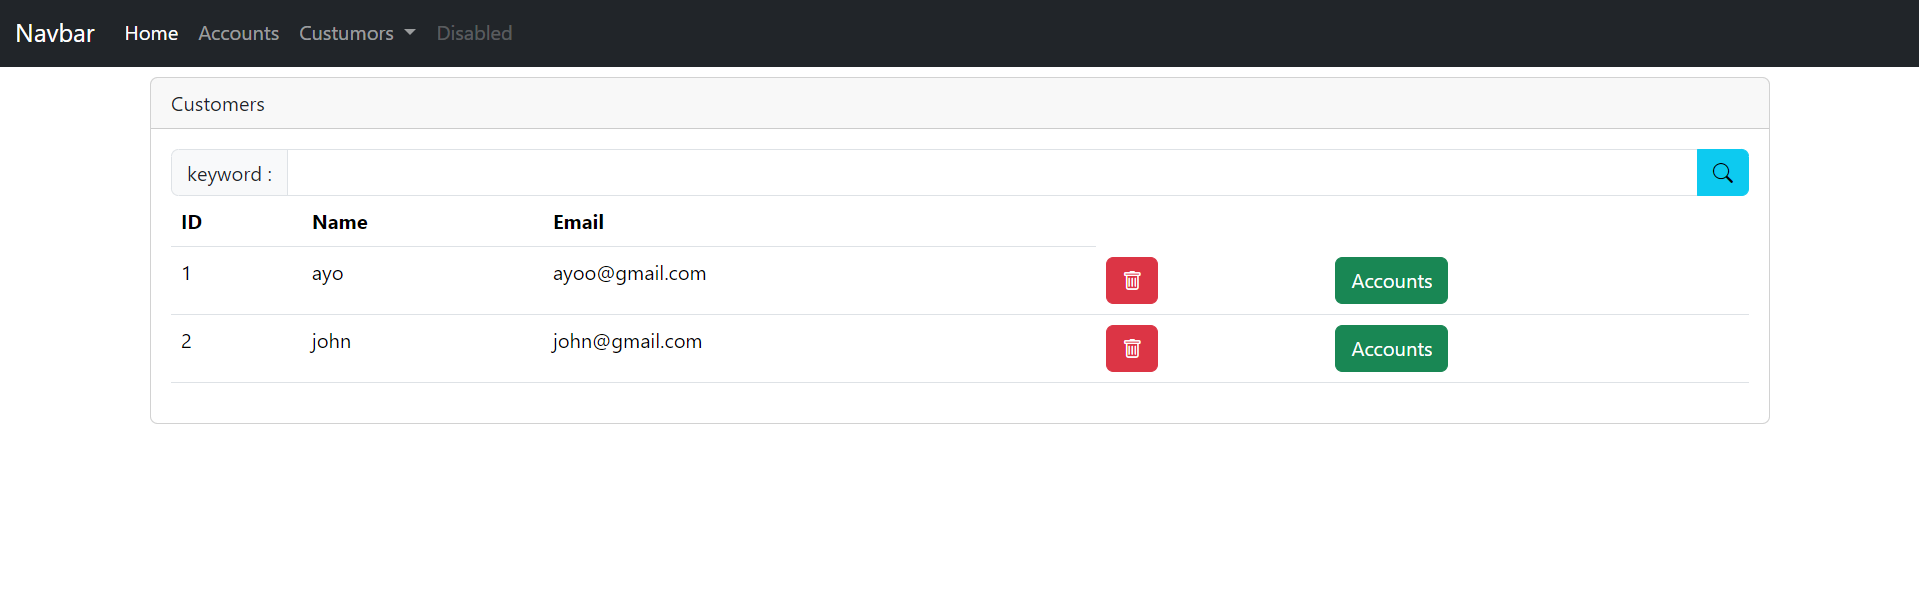 Navbar Home Accounts Custumors Disabled
Customers
keyword :
ID Name Email
1 ayo ayoo@gmail.com Accounts
2 john john@gmail.com Accounts